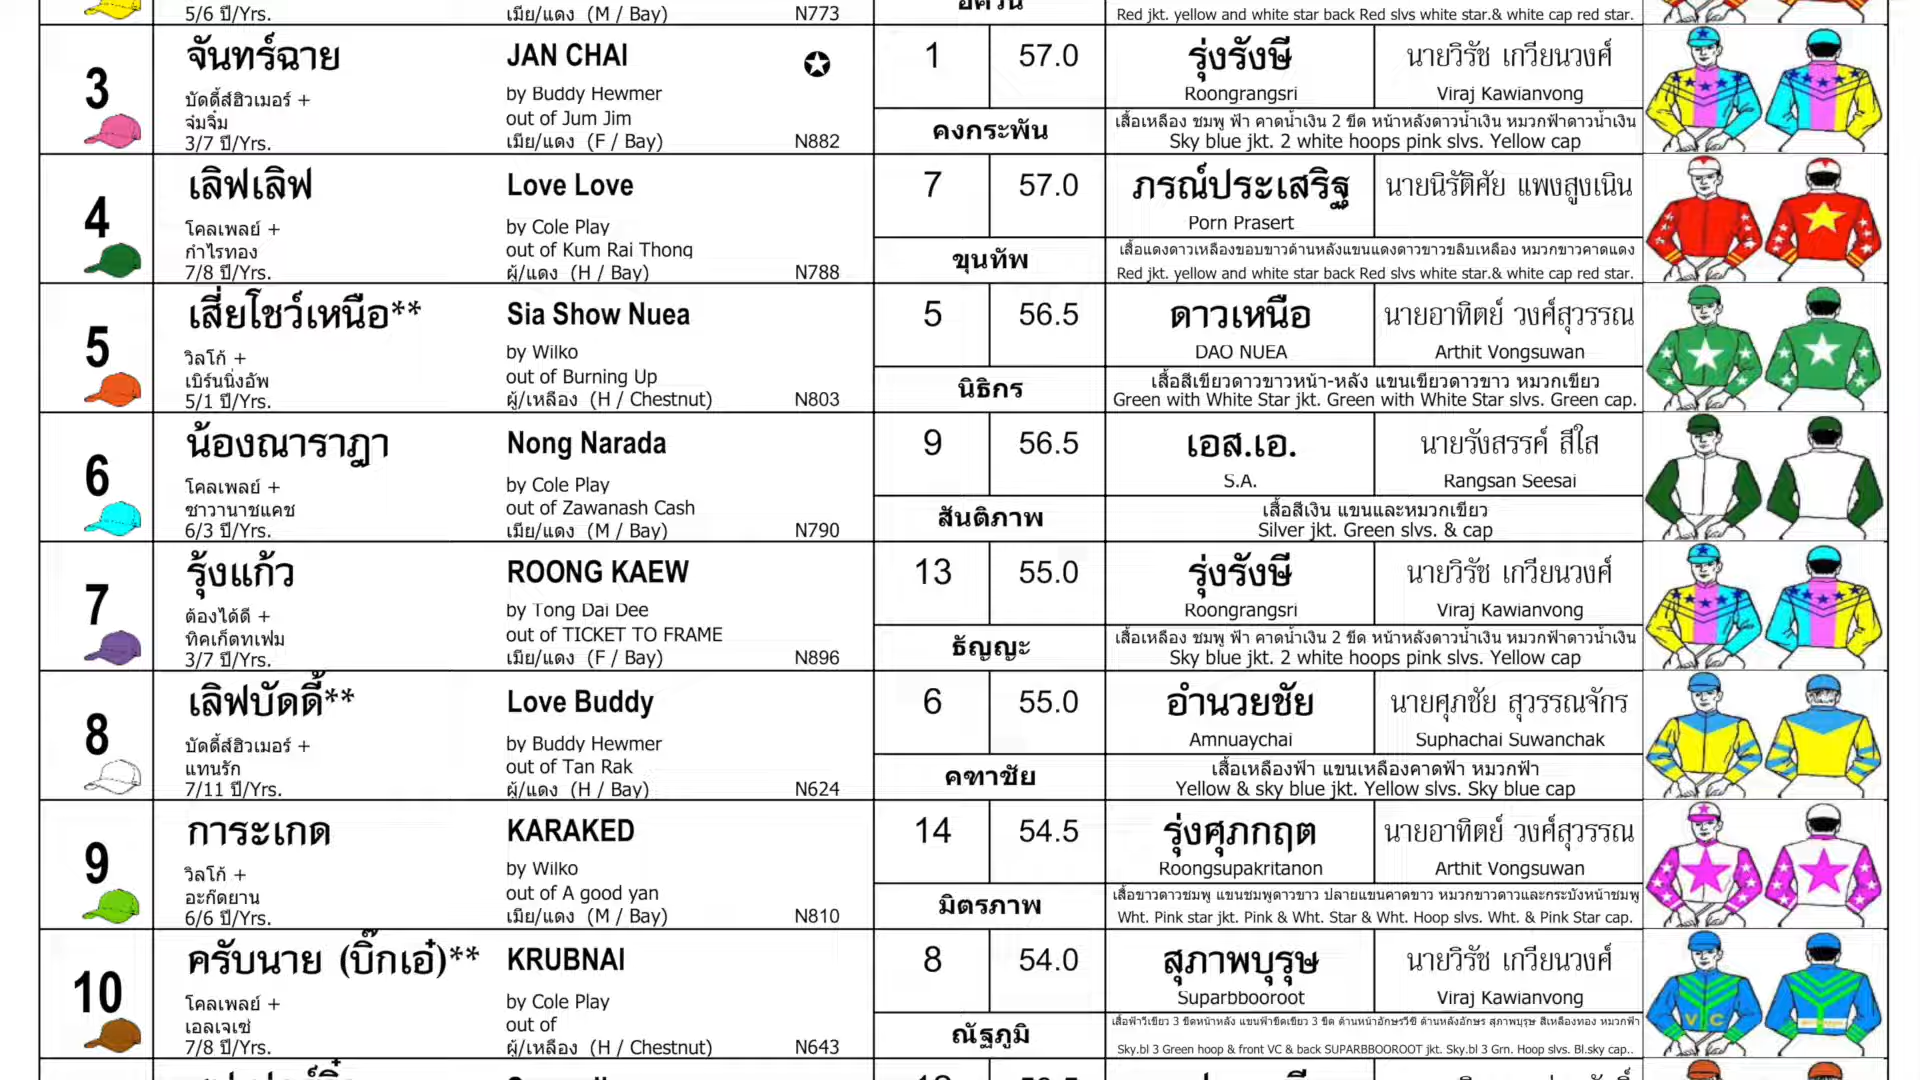 5/6 ปี/Yrs. เมีย/แดง (M / Bay) N773 Red jkt. yellow and white star back Red slvs white star.& white cap red star.
3 จันทร์ฉาย JAN CHAI 1 57.0 รุ่งรังษี นายวิรัช เกวียนวงศ์
บัดดี้ส์ฮิวเมอร์ + by Buddy Hewmer Roongrangsri Viraj Kawianvong
จุ๋มจิ๋ม out of Jum Jim คงกระพัน เสื้อเหลือง ชมพู ฟ้า คาดน้ำเงิน 2 ขีด หน้าหลังดาวน้ำเงิน หมวกฟ้าดาวน้ำเงิน
3/7 ปี/Yrs. เมีย/แดง (F / Bay) N882 Sky blue jkt. 2 white hoops pink slvs. Yellow cap
4 เลิฟเลิฟ Love Love 7 57.0 ภรณ์ประเสริฐ นายนิรัติศัย แพงสูงเนิน
โคลเพลย์ + by Cole Play Porn Prasert
กำไรทอง out of Kum Rai Thong ขุนทัพ เสื้อแดงดาวเหลืองขอบขาวด้านหลังแขนแดงดาวขาวขลิบเหลือง หมวกขาวคาดแดง
7/8 ปี/Yrs. ผู้/แดง (H / Bay) N788 Red jkt. yellow and white star back Red slvs white star.& white cap red star.
5 เสี่ยโชว์เหนือ** Sia Show Nuea 5 56.5 ดาวเหนือ นายอาทิตย์ วงศ์สุวรรณ
วิลโก้ + by Wilko DAO NUEA Arthit Vongsuwan
เบิร์นนิ่งอัพ out of Burning Up นิธิกร เสื้อสีเขียวดาวขาวหน้า-หลัง แขนเขียวดาวขาว หมวกเขียว
5/1 ปี/Yrs. ผู้/เหลือง (H / Chestnut) N803 Green with White Star jkt. Green with White Star slvs. Green cap.
6 น้องณาราฎา Nong Narada 9 56.5 เอส.เอ. นายรังสรรค์ สีใส
โคลเพลย์ + by Cole Play S.A. Rangsan Seesai
ซาวานาชแคช out of Zawanash Cash สันติภาพ เสื้อสีเงิน แขนและหมวกเขียว
6/3 ปี/Yrs. เมีย/แดง (M / Bay) N790 Silver jkt. Green slvs. & cap
7 รุ้งแก้ว ROONG KAEW 13 55.0 รุ่งรังษี นายวิรัช เกวียนวงศ์
ต้องได้ดี + by Tong Dai Dee Roongrangsri Viraj Kawianvong
ทิคเก็ตทูเฟม out of TICKET TO FRAME ธัญญะ เสื้อเหลือง ชมพู ฟ้า คาดน้ำเงิน 2 ขีด หน้าหลังดาวน้ำเงิน หมวกฟ้าดาวน้ำเงิน
3/7 ปี/Yrs. เมีย/แดง (F / Bay) N896 Sky blue jkt. 2 white hoops pink slvs. Yellow cap
8 เลิฟบัดดี้** Love Buddy 6 55.0 อำนวยชัย นายศุภชัย สุวรรณจักร
บัดดี้ส์ฮิวเมอร์ + by Buddy Hewmer Amnuaychai Suphachai Suwanchak
แทนรัก out of Tan Rak คฑาชัย เสื้อเหลืองฟ้า แขนเหลืองคาดฟ้า หมวกฟ้า
7/11 ปี/Yrs. ผู้/แดง (H / Bay) N624 Yellow & sky blue jkt. Yellow slvs. Sky blue cap
9 การะเกด KARAKED 14 54.5 รุ่งศุภกฤต นายอาทิตย์ วงศ์สุวรรณ
วิลโก้ + by Wilko Roongsupakritanon Arthit Vongsuwan
อะกู๊ดยาน out of A good yan มิตรภาพ เสื้อขาวดาวชมพู แขนชมพูดาวขาว ปลายแขนคาดขาว หมวกขาวดาวและกระบังหน้าชมพู
6/6 ปี/Yrs. เมีย/แดง (M / Bay) N810 Wht. Pink star jkt. Pink & Wht. Star & Wht. Hoop slvs. Wht. & Pink Star cap.
10 ครับนาย (บิ๊กเอ๋)** KRUBNAI 8 54.0 สุภาพบุรุษ นายวิรัช เกวียนวงศ์
โคลเพลย์ + by Cole Play Suparbbooroot Viraj Kawianvong
เอลเจเซ่ out of ณัฐภูมิ เสื้อฟ้าวีเขียว 3 ขีดหน้าหลัง แขนฟ้าขีดเขียว 3 ขีด ด้านหน้าอักษรวีซี ด้านหลังอักษร สุภาพบุรุษ สีเหลืองทอง หมวกฟ้า
7/8 ปี/Yrs. ผู้/เหลือง (H / Chestnut) N643 Sky.bl 3 Green hoop & front VC & back SUPARBBOOROOT jkt. Sky.bl 3 Grn. Hoop slvs. Bl.sky cap..
V C